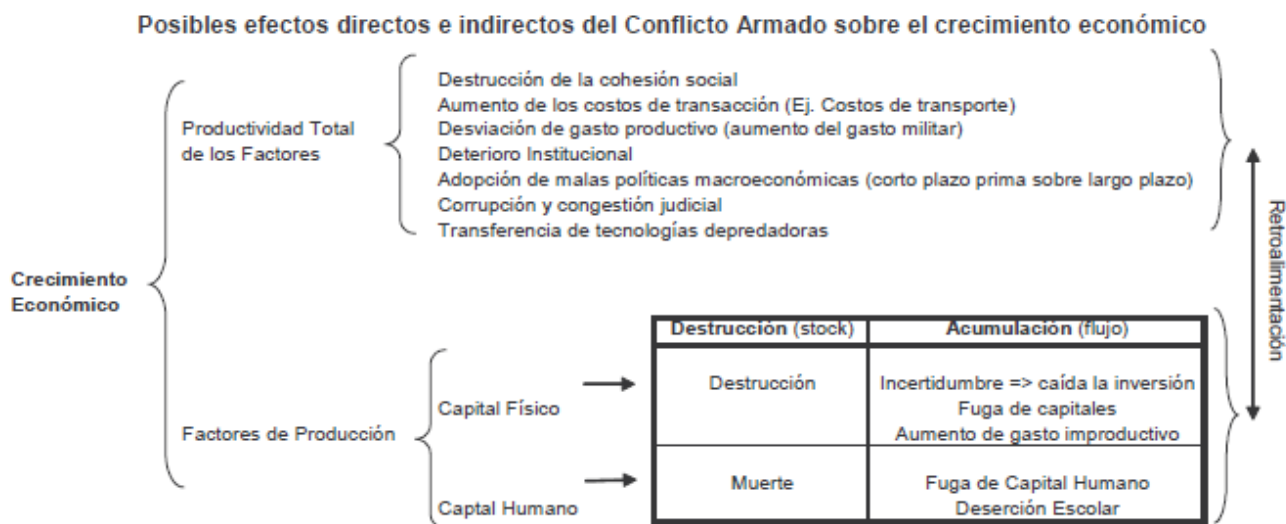 Posibles efectos directos e indirectos del Conflicto Armado sobre el crecimiento económico
Destrucción de la cohesión social
Aumento de los costos de transacción (Ej. Costos de transporte)
Productividad Total
de los Factores
Desviación de gasto productivo (aumento del gasto militar)
Deterioro Institucional
Adopción de malas políticas macroeconómicas (corto plazo prima sobre largo plazo)
Corrupción y congestión judicial
Transferencia de tecnologías depredadoras
Retroalimentación
Crecimiento
Económico
Factores de Producción
Capital Físico
Captal Humano
Destrucción (stock)
Acumulación (flujo)
Destrucción
Incertidumbre => caída la inversión
Fuga de capitales
Aumento de gasto improductivo
Muerte
Fuga de Capital Humano
Deserción Escolar